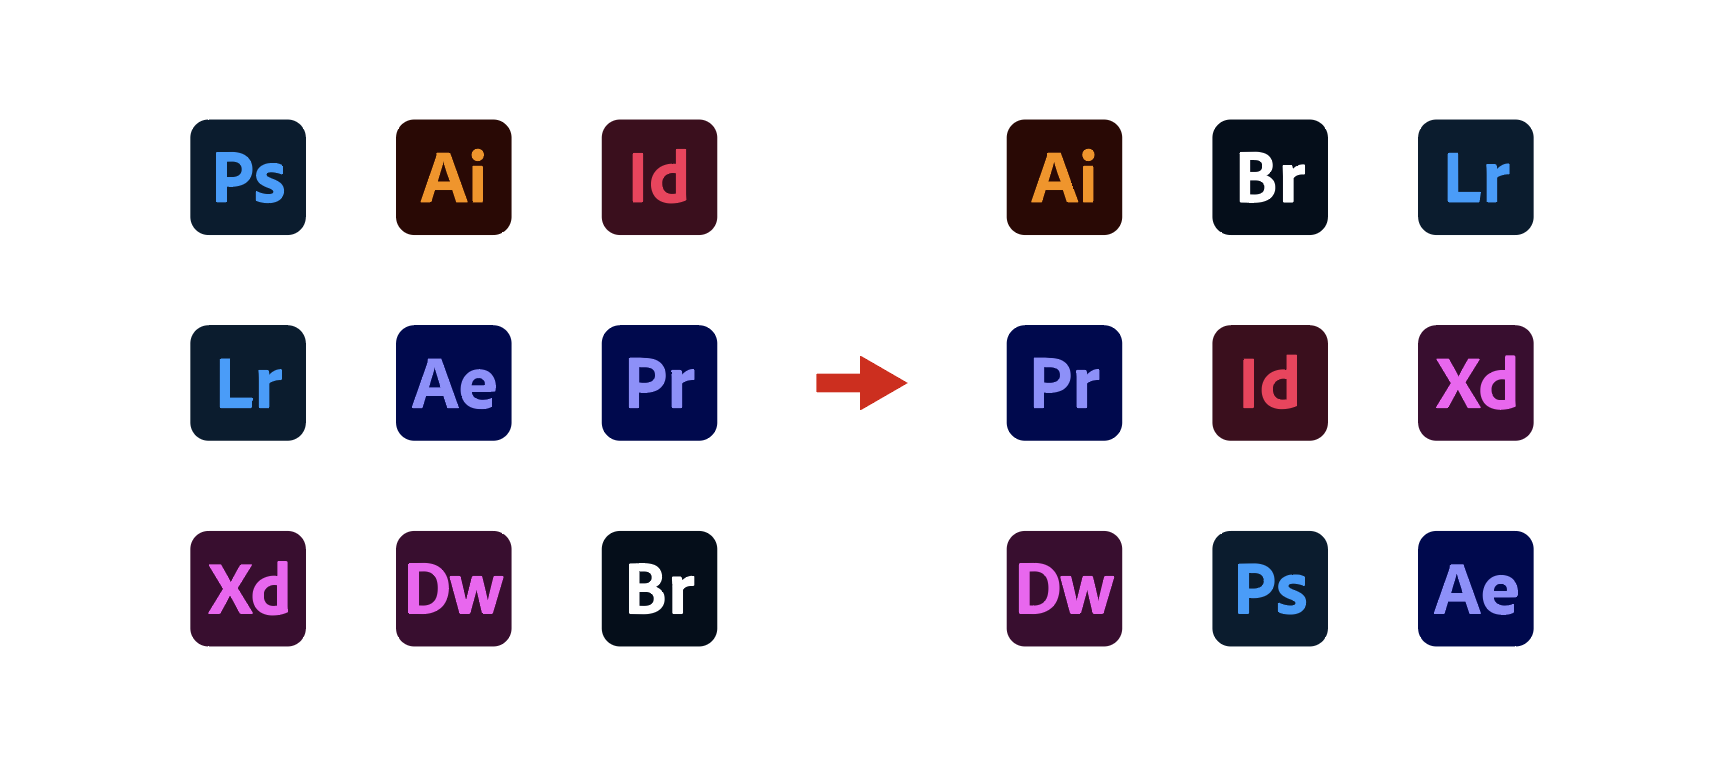 Ps Ai Id Ai Br Lr
Lr Ae Pr Pr Id Xd
Xd Dw Br Dw Ps Ae